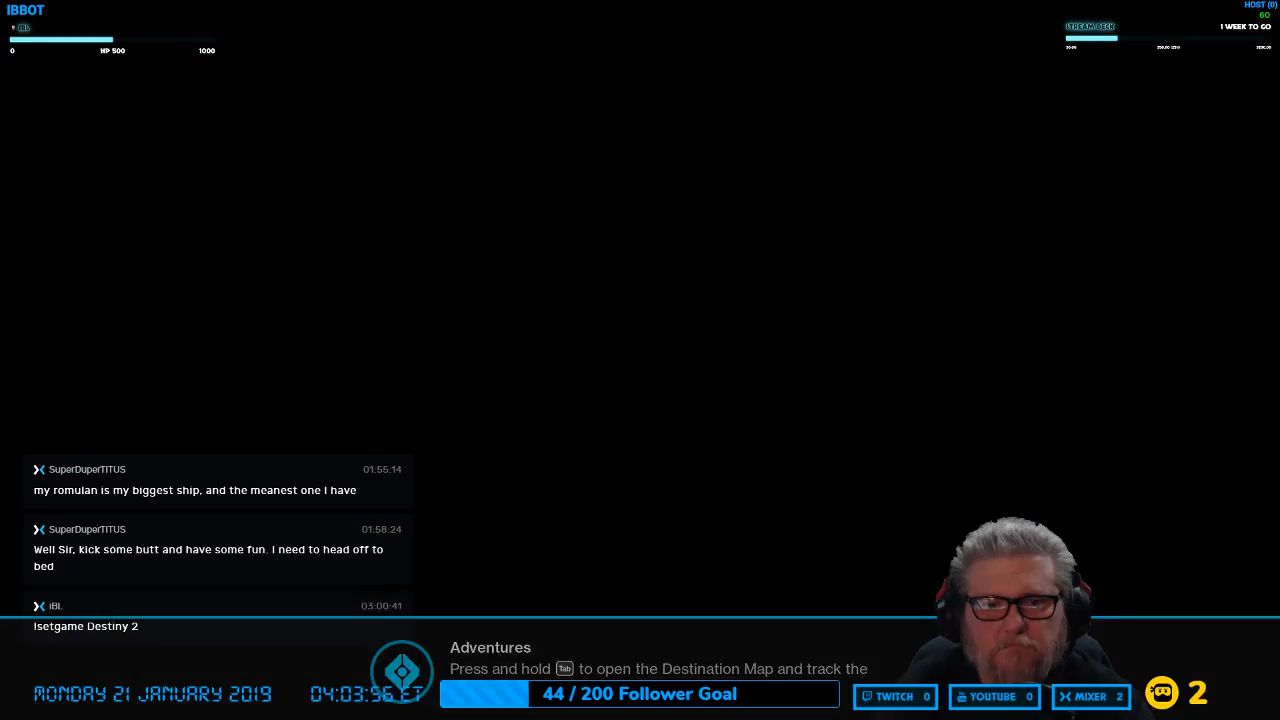 IBBOT
iBL
0 HP 500 1000
HOST (0)
60
STREAM DECK 1 WEEK TO GO
SuperDuperTITUS 01:55:14
my romulan is my biggest ship, and the meanest one I have
SuperDuperTITUS 01:58:24
Well Sir, kick some butt and have some fun. I need to head off to
bed
iBL 03:00:41
!setgame Destiny 2
Adventures
Press and hold Tab to open the Destination Map and track the
MONDAY 21 JANUARY 2019 04:03:56 ET
44 / 200 Follower Goal
TWITCH 0
YOUTUBE 0
MIXER 2
2